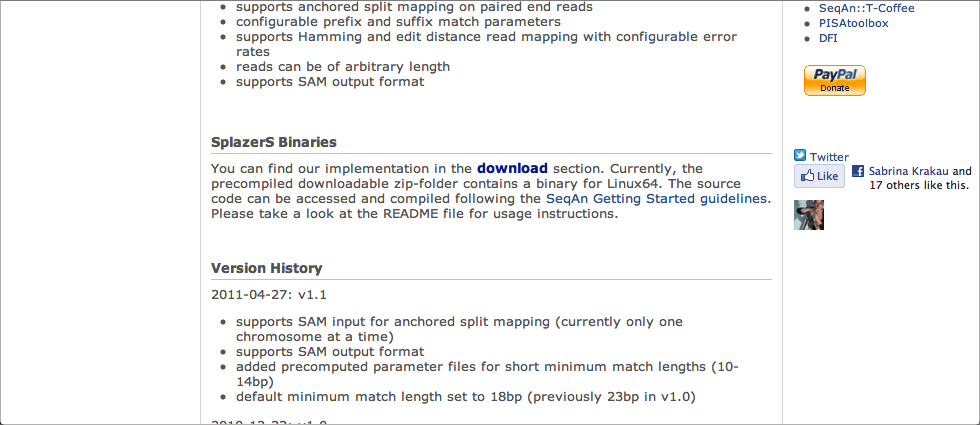 supports anchored split mapping on paired end reads
configurable prefix and suffix match parameters
supports Hamming and edit distance read mapping with configurable error
rates
reads can be of arbitrary length
supports SAM output format
SplazerS Binaries
You can find our implementation in the download section. Currently, the
precompiled downloadable zip-folder contains a binary for Linux64. The source
code can be accessed and compiled following the SeqAn Getting Started guidelines.
Please take a look at the README file for usage instructions.
Version History
2011-04-27: v1.1
supports SAM input for anchored split mapping (currently only one
chromosome at a time)
supports SAM output format
added precomputed parameter files for short minimum match lengths (10-
14bp)
default minimum match length set to 18bp (previously 23bp in v1.0)
2010-12-22: v1.0
SeqAn::T-Coffee
PISAtoolbox
DFI
PayPal
Donate
Twitter
Like
Sabrina Krakau and
17 others like this.